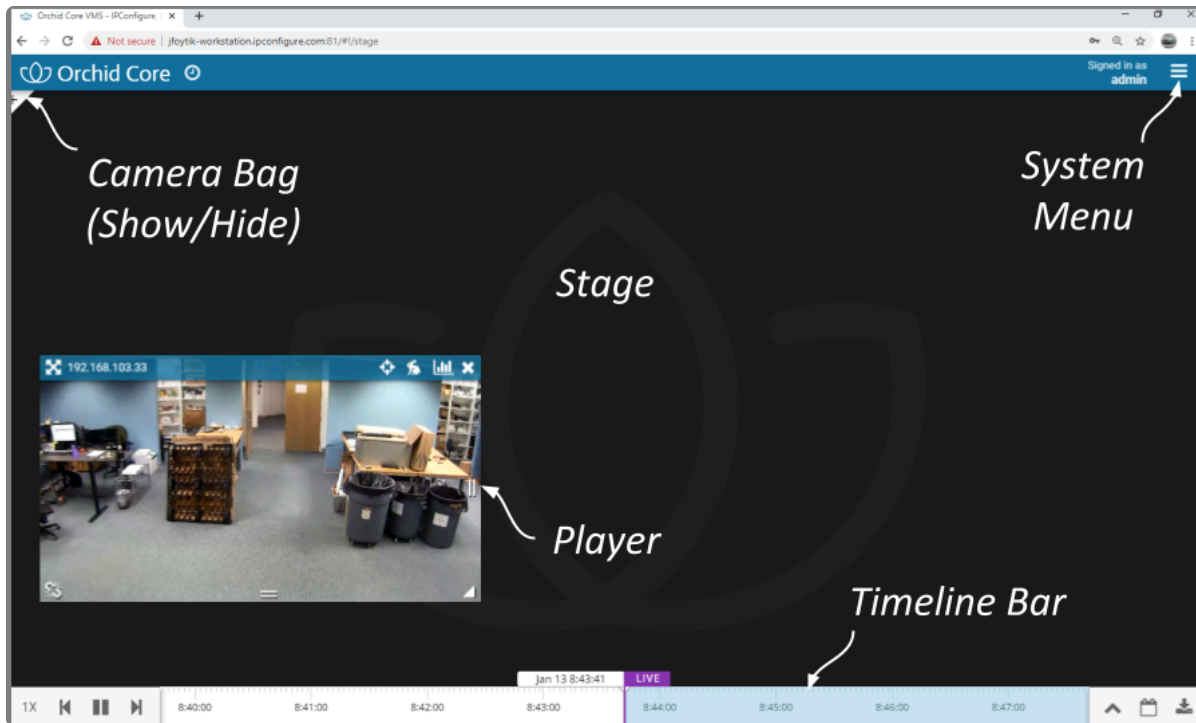 Orchid Core VMS - IPConfigure, I
Not secure | jfoytik-workstation.ipconfigure.com:81/#!/stage
Orchid Core
Signed in as
admin
Camera Bag
(Show/Hide)
System
Menu
Stage
192.168.103.33
Player
Timeline Bar
Jan 13 8:43:41 LIVE
1X 8:40:00 8:41:00 8:42:00 8:43:00 8:44:00 8:45:00 8:46:00 8:47:00